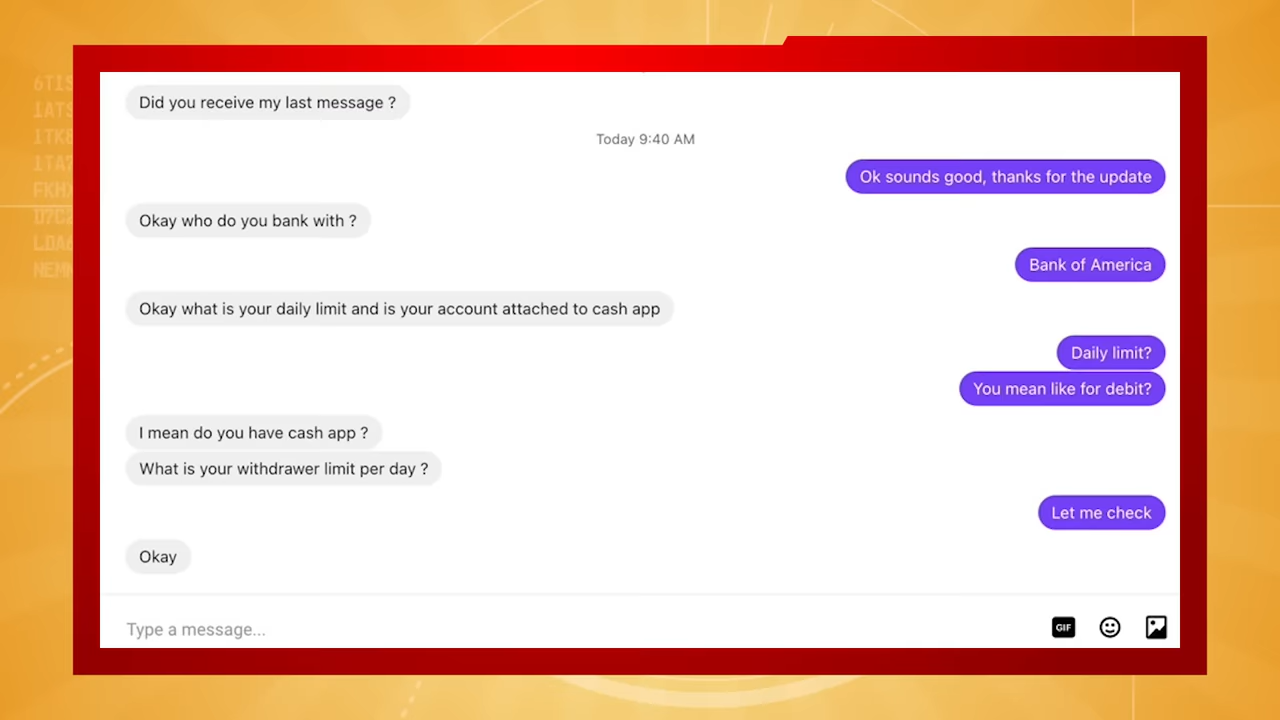 Did you receive my last message ?
Today 9:40 AM
Ok sounds good, thanks for the update
Okay who do you bank with ?
Bank of America
Okay what is your daily limit and is your account attached to cash app
Daily limit?
You mean like for debit?
I mean do you have cash app ?
What is your withdrawer limit per day ?
Let me check
Okay
Type a message...
GIF